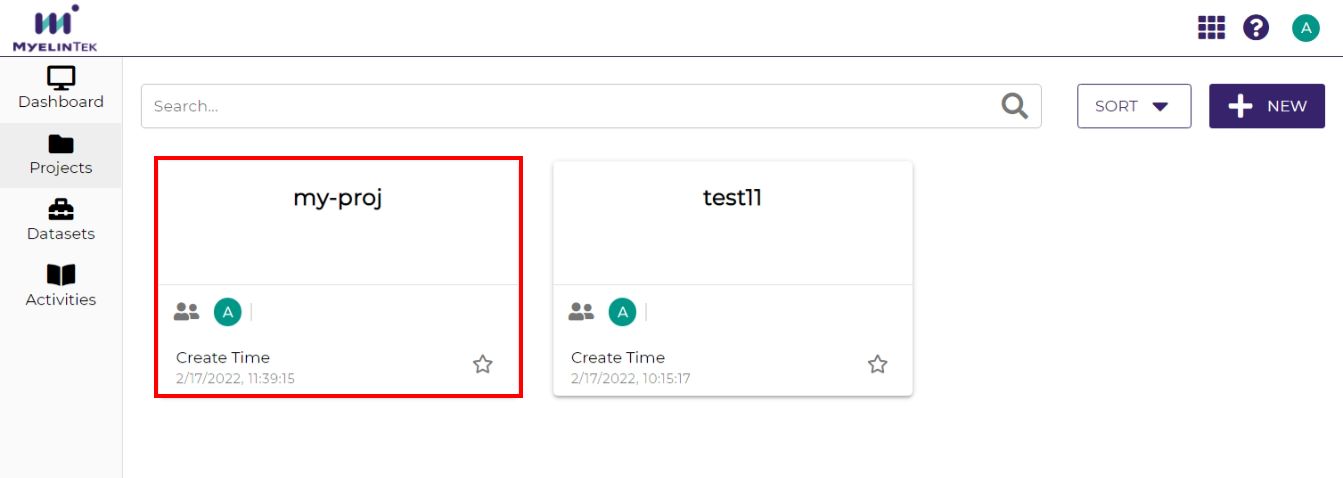 MYELINTEK
?
A
Dashboard
Projects
Datasets
Activities
Search...
SORT
NEW
my-proj
A
Create Time
2/17/2022, 11:39:15
test11
A
Create Time
2/17/2022, 10:15:17